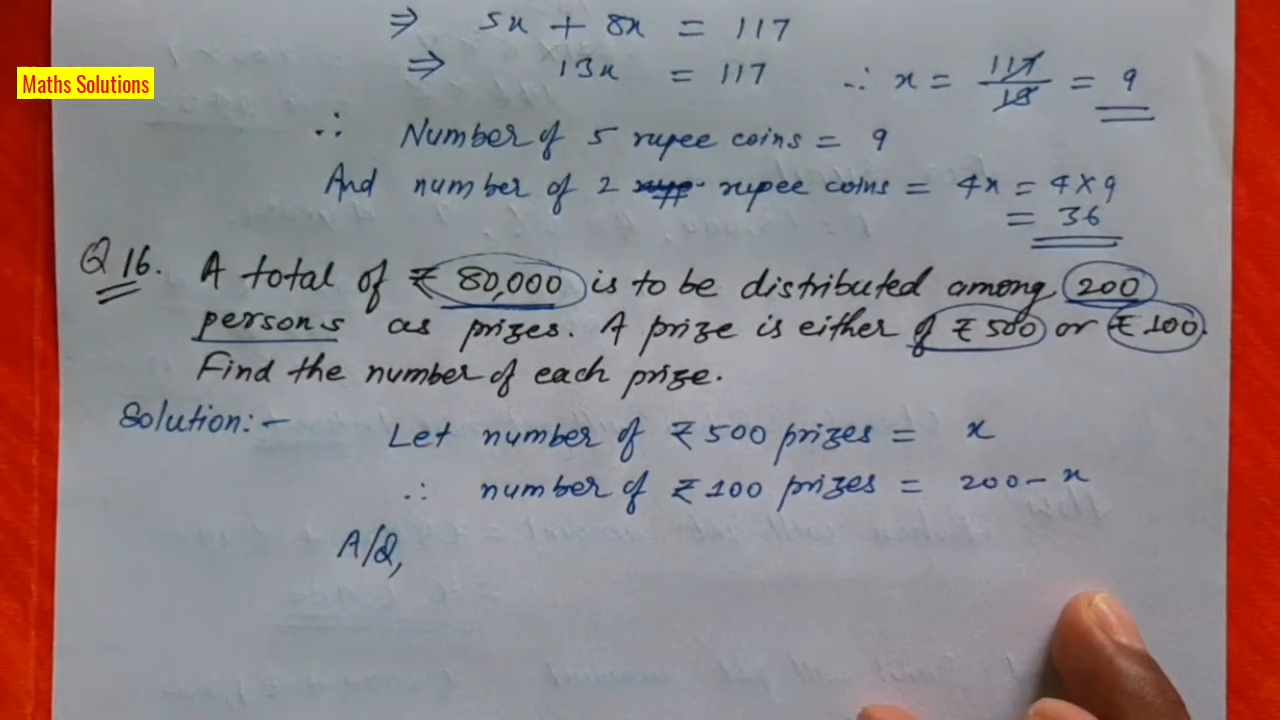 ⇒ 5x + 8x = 117
Maths Solutions
⇒ 13x = 117 ∴ x = 117/13 = 9
∴ Number of 5 rupee coins = 9
And number of 2 rupee coins = 4x = 4×9
= 36
Q 16. A total of ₹ 80,000 is to be distributed among 200
persons as prizes. A prize is either of ₹500 or ₹100.
Find the number of each prize.
Solution:- Let number of ₹500 prizes = x
∴ number of ₹100 prizes = 200-x
A/Q,